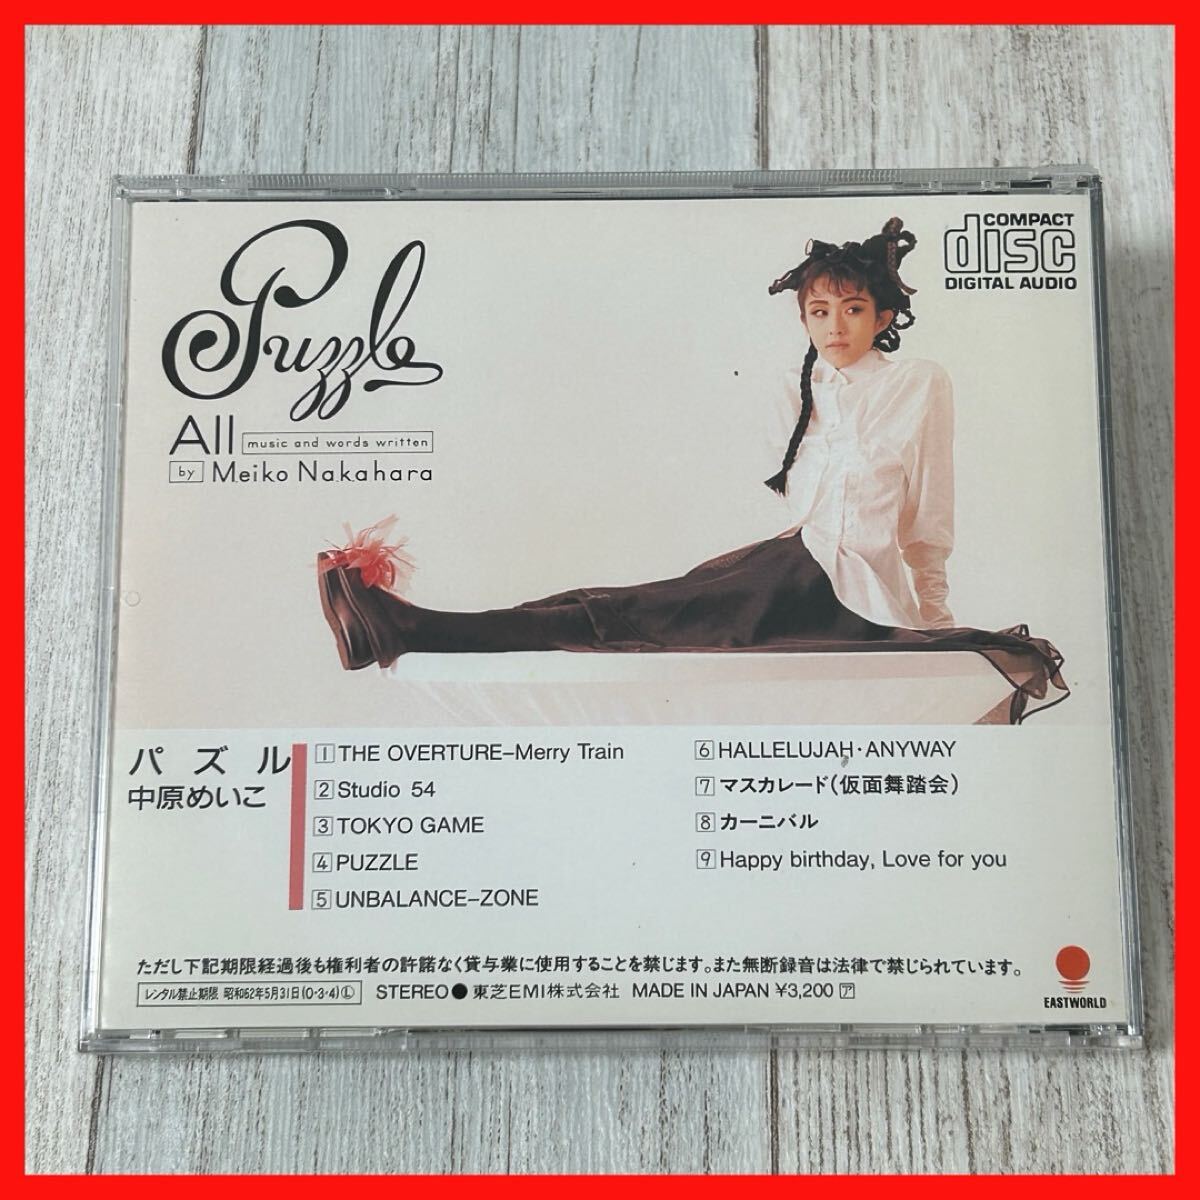 Puzzle
All music and words written
by Meiko Nakahara
COMPACT
disc
DIGITAL AUDIO
パズル
中原めいこ
1 THE OVERTURE–Merry Train
2 Studio 54
3 TOKYO GAME
4 PUZZLE
5 UNBALANCE–ZONE
6 HALLELUJAH・ANYWAY
7 マスカレード(仮面舞踏会)
8 カーニバル
9 Happy birthday, Love for you
ただし下記期限経過後も権利者の許諾なく貸与業に使用することを禁じます。また無断録音は法律で禁じられています。
レンタル禁止期限 昭和62年5月31日(0・3・4)Ⓛ STEREO●東芝EMI株式会社 MADE IN JAPAN ¥3,200 ア
EASTWORLD